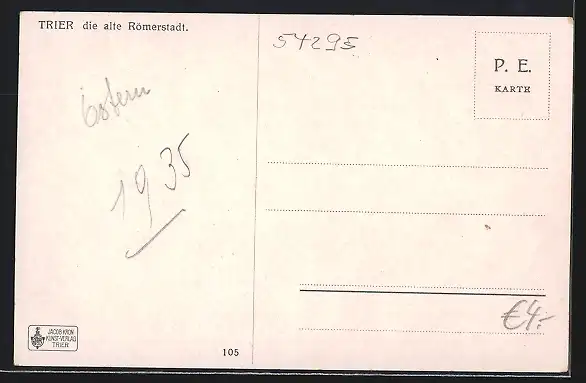 TRIER die alte Römerstadt.
54295
P. E.
KARTE
Ostern
1935
€4.-
JACOB KRON
KUNST-VERLAG
TRIER
105